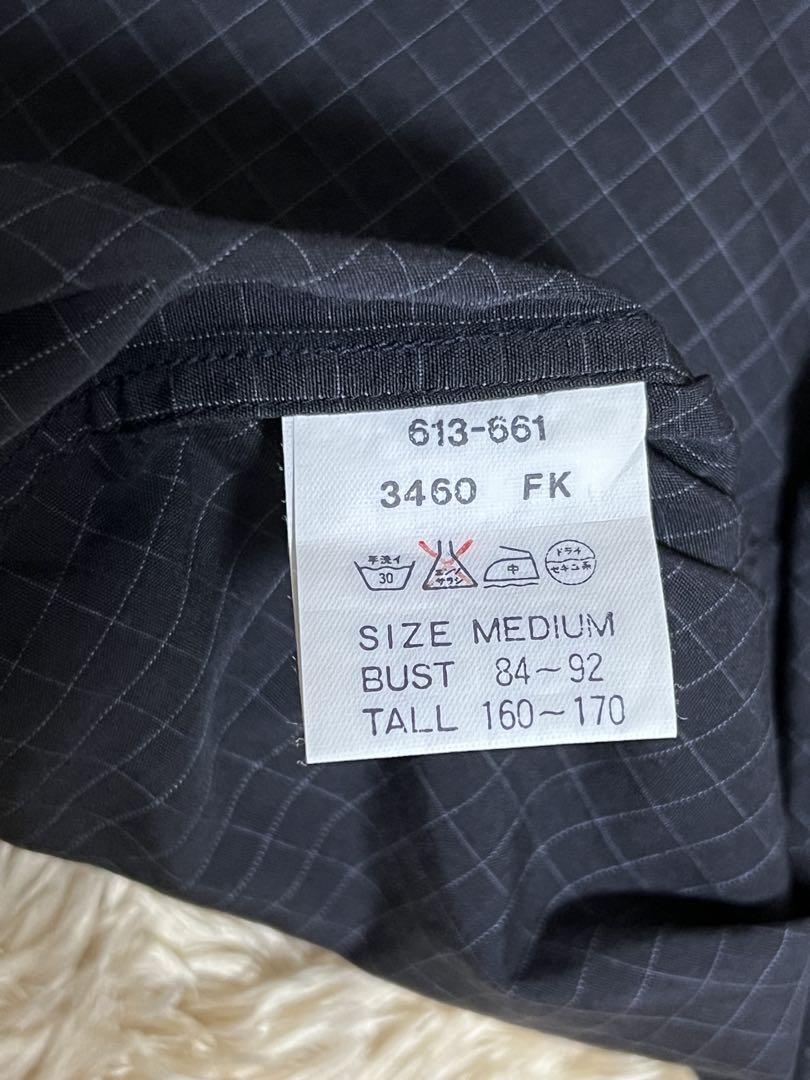 613-661
3460 FK
手洗イ 30 エンソ サラシ 中 ドライ セキユ系
SIZE MEDIUM
BUST 84~92
TALL 160~170